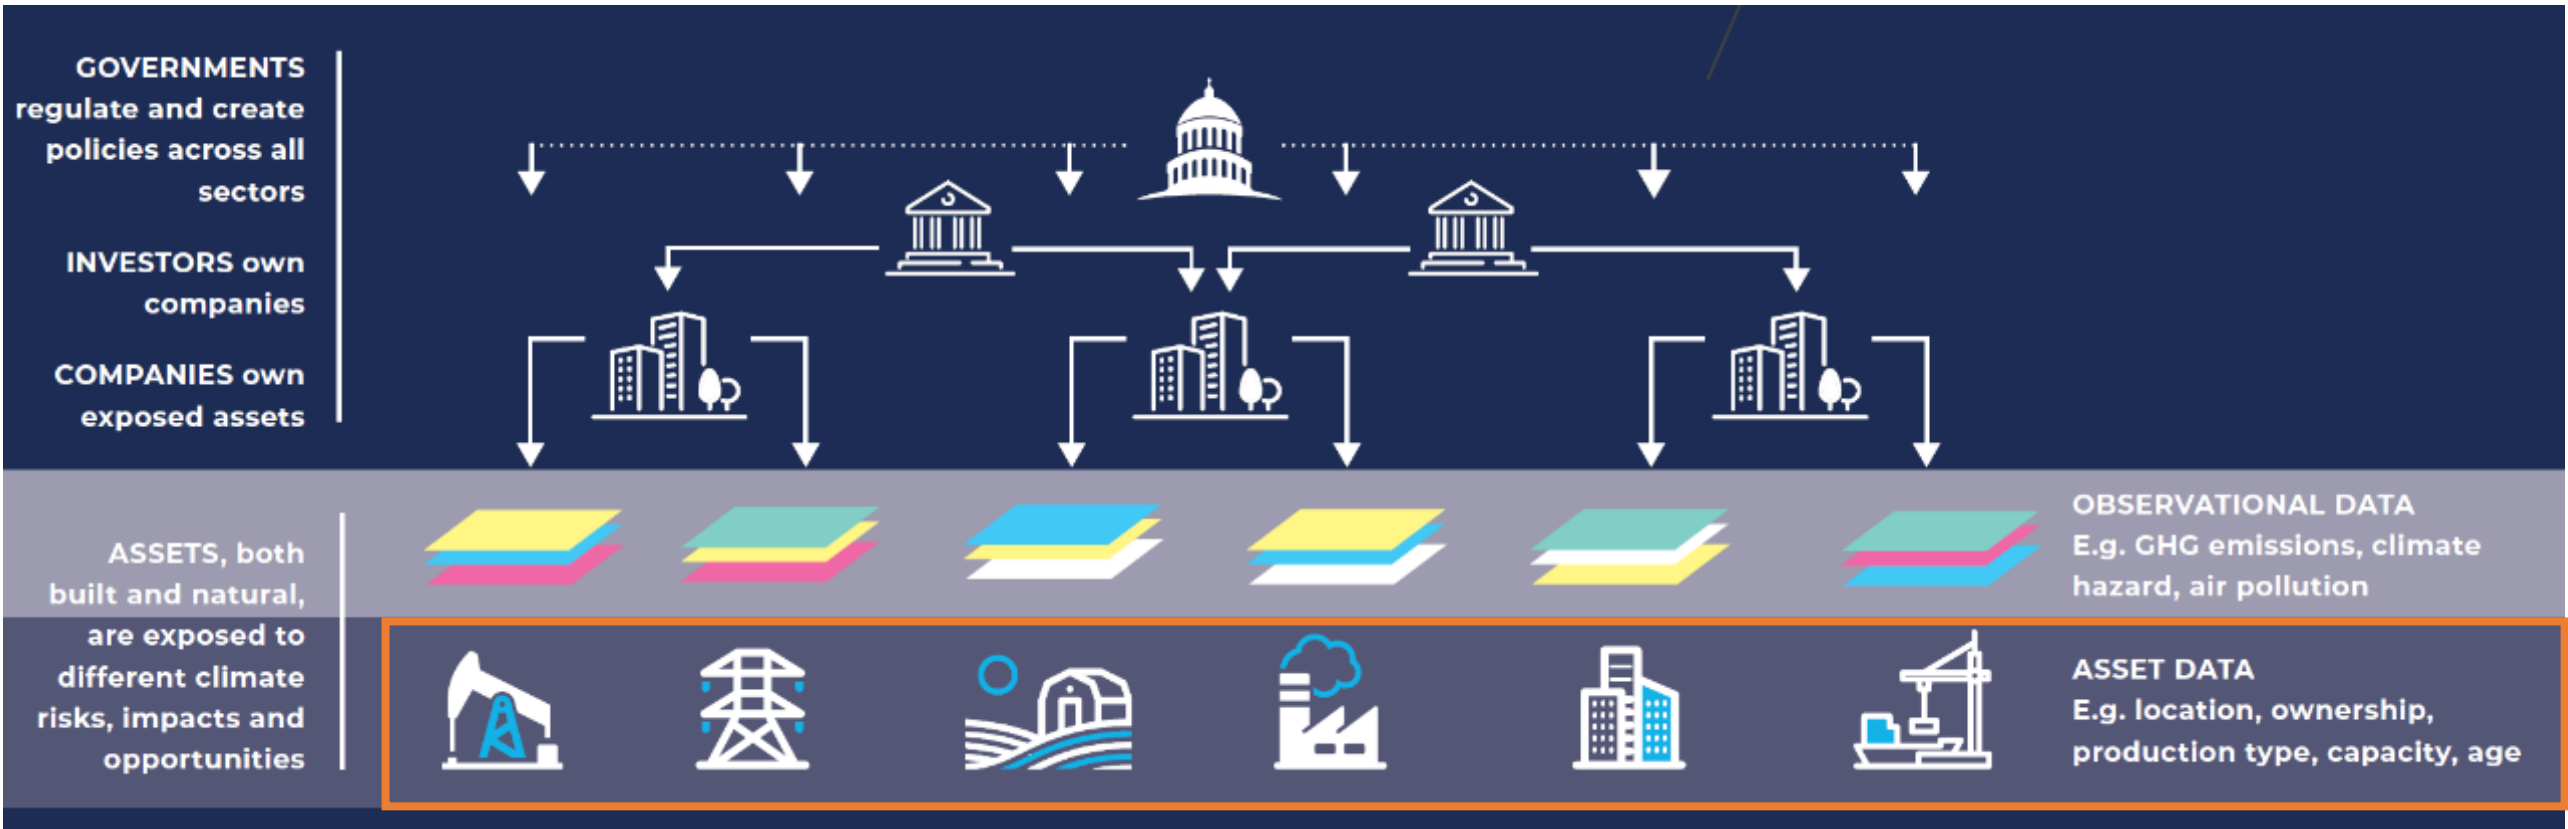 GOVERNMENTS
regulate and create
policies across all
sectors
INVESTORS own
companies
COMPANIES own
exposed assets
ASSETS, both
built and natural,
are exposed to
different climate
risks, impacts and
opportunities
OBSERVATIONAL DATA
E.g. GHG emissions, climate
hazard, air pollution
ASSET DATA
E.g. location, ownership,
production type, capacity, age